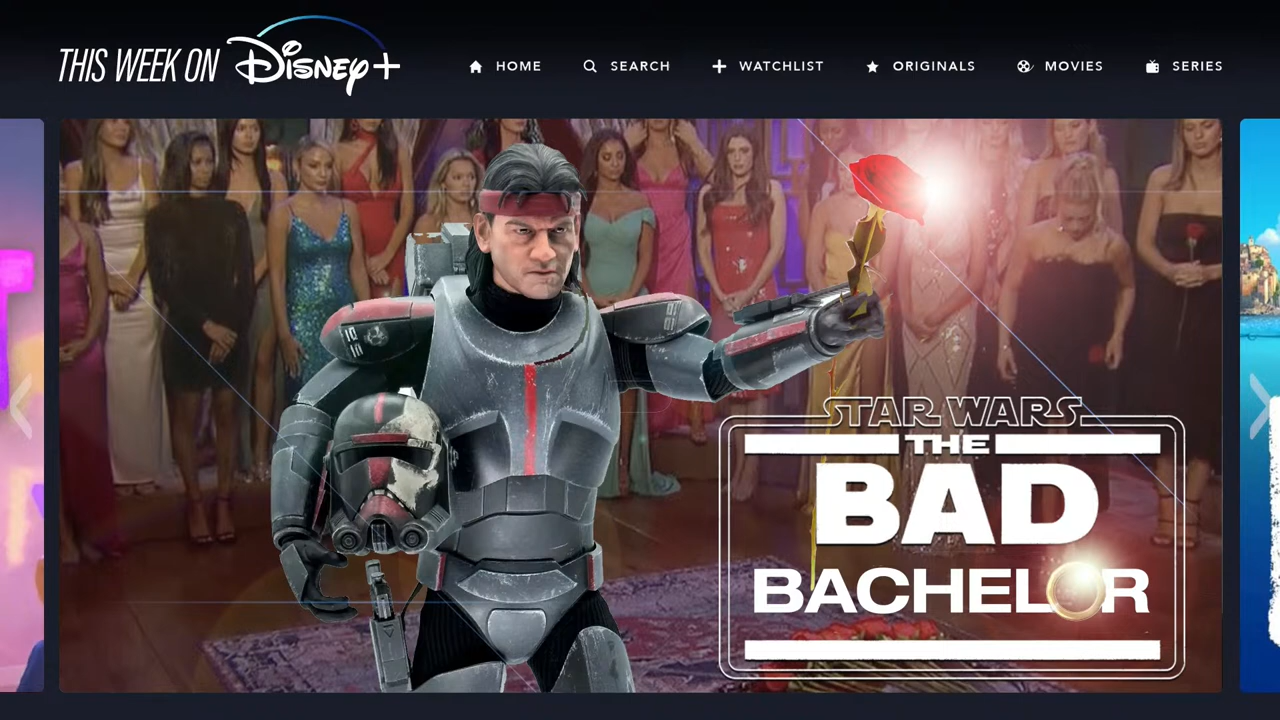 THIS WEEK ON Disney+
HOME
SEARCH
WATCHLIST
ORIGINALS
MOVIES
SERIES
STAR WARS
THE
BAD
BACHELOR